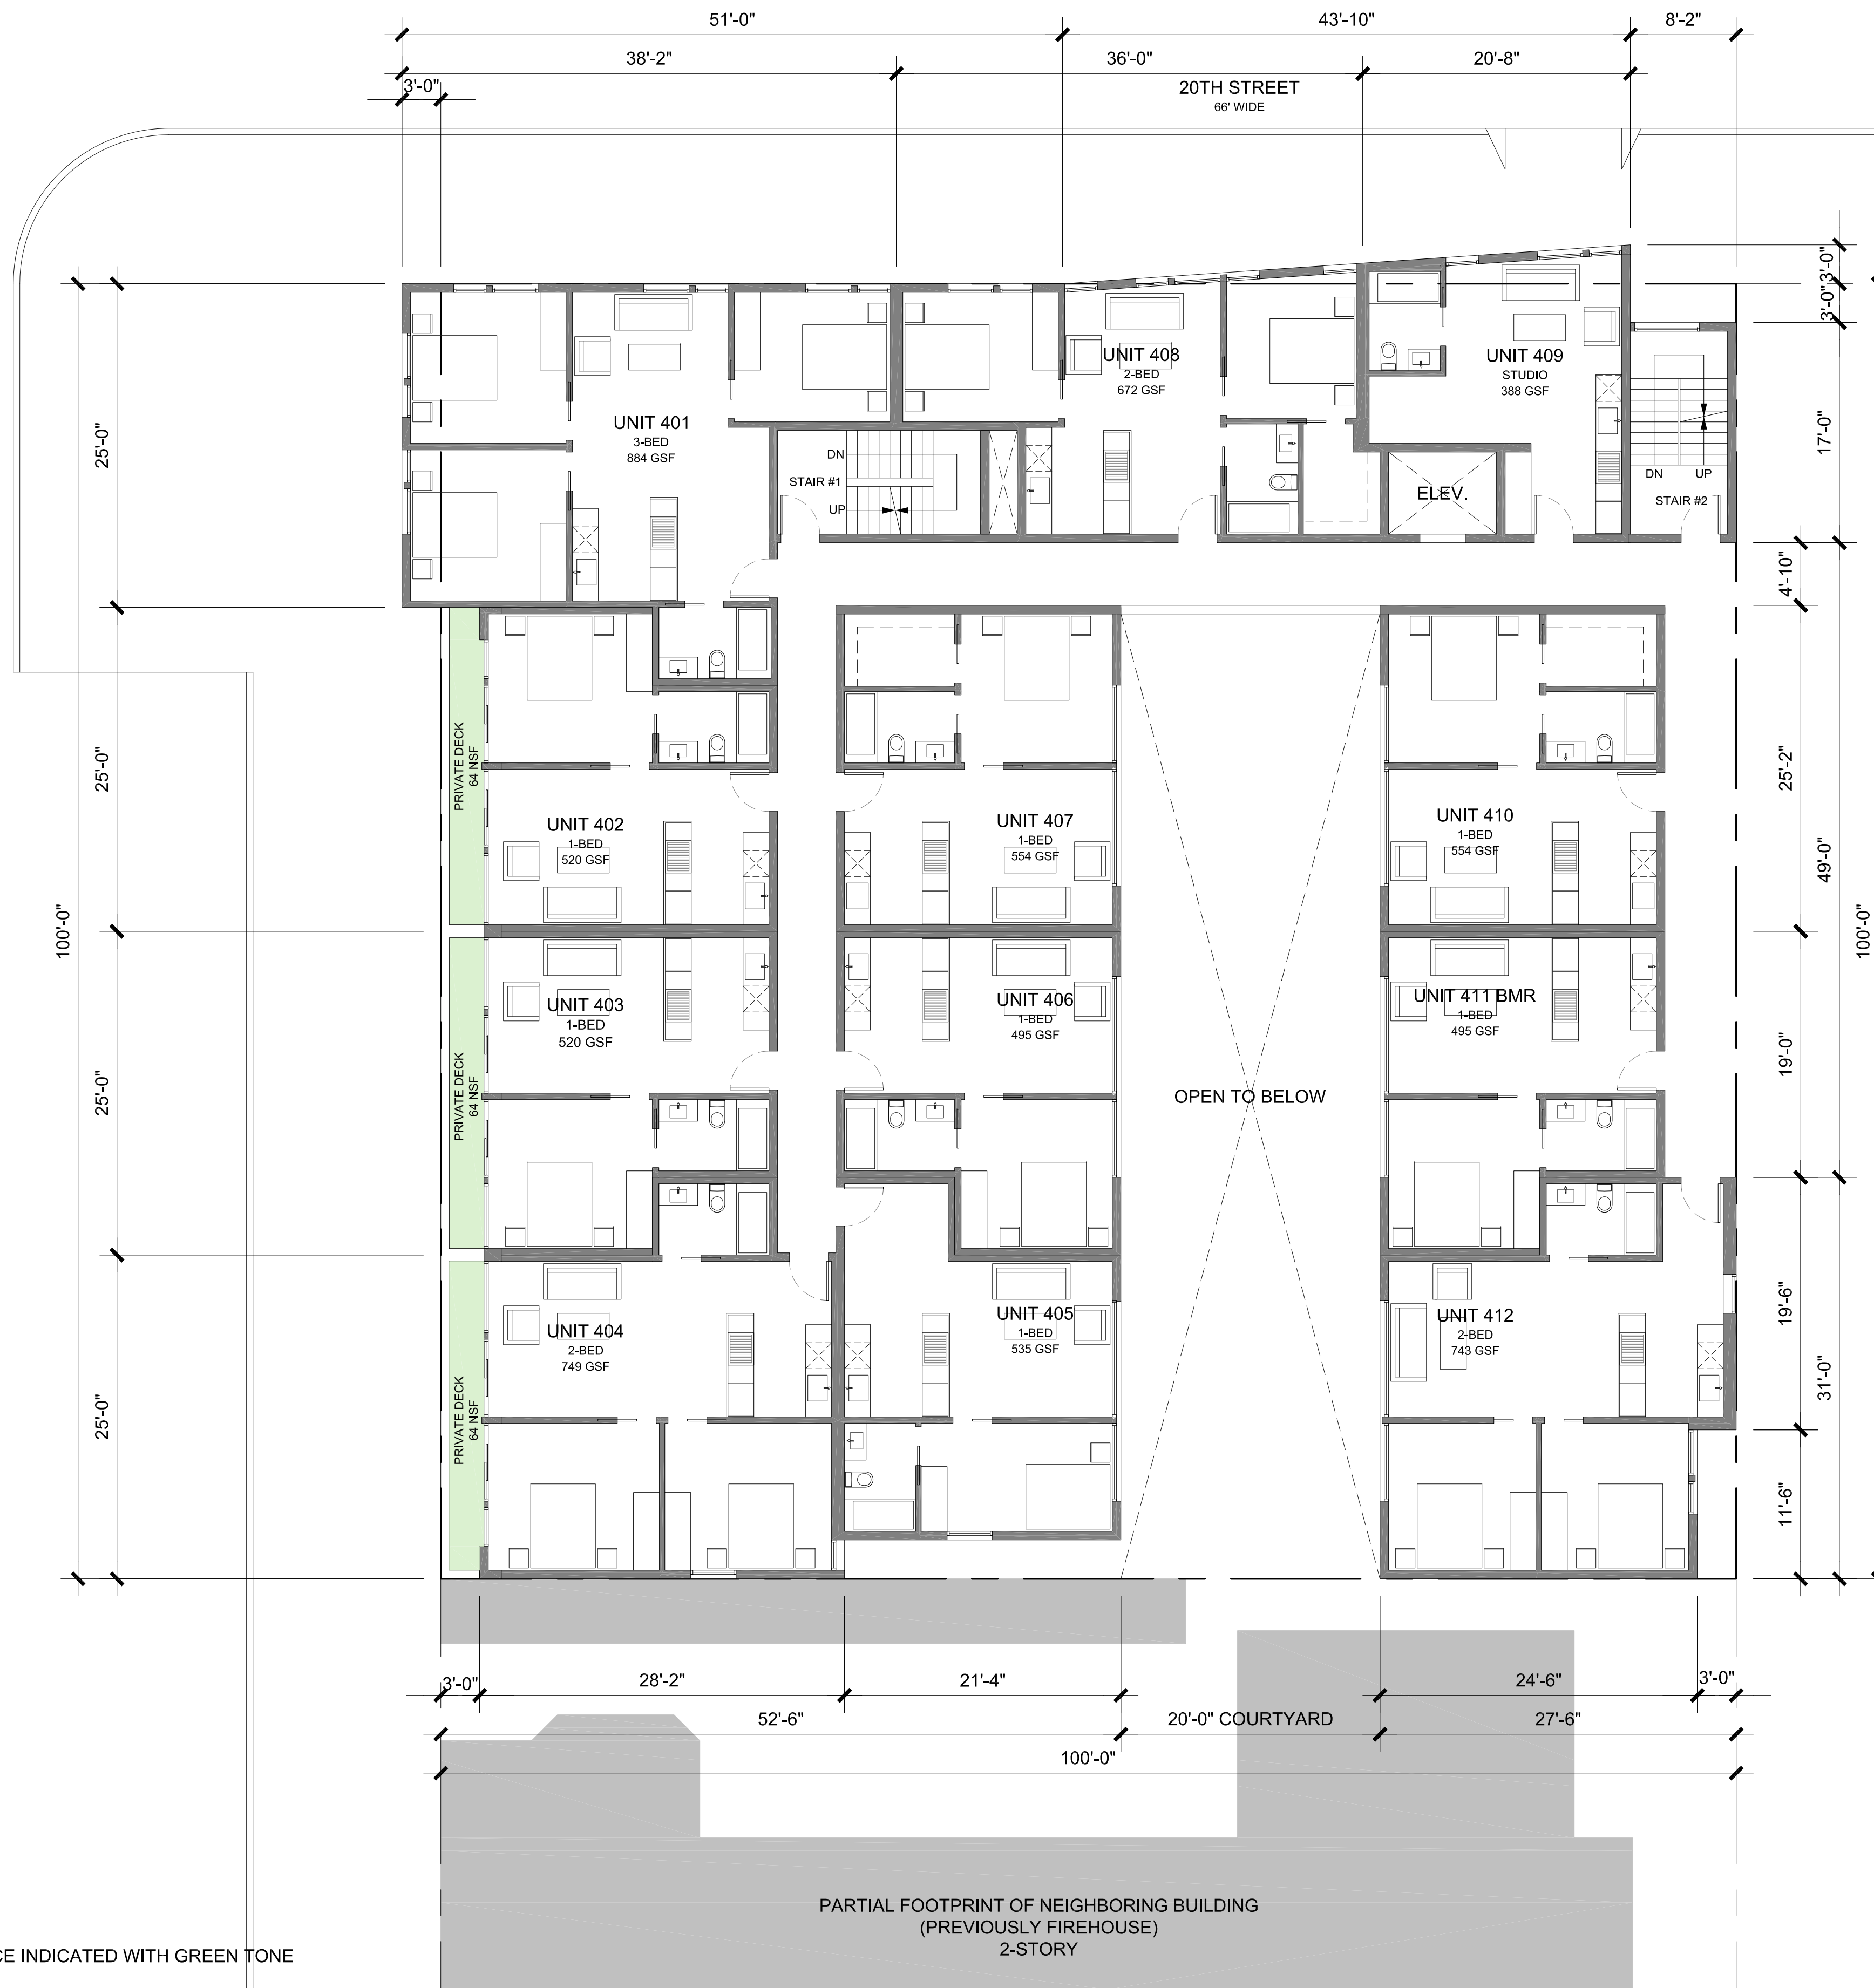 51'-0"
43'-10"
8'-2"
38'-2"
36'-0"
20'-8"
3'-0"
20TH STREET
66' WIDE
3'-0"
3'-0"
17'-0"
4'-10"
25'-2"
49'-0"
100'-0"
19'-0"
19'-6"
31'-0"
11'-6"
100'-0"
25'-0"
25'-0"
25'-0"
25'-0"
UNIT 401
3-BED
884 GSF
DN
STAIR #1
UP
UNIT 408
2-BED
672 GSF
UNIT 409
STUDIO
388 GSF
ELEV.
DN UP
STAIR #2
PRIVATE DECK
64 NSF
UNIT 402
1-BED
520 GSF
UNIT 407
1-BED
554 GSF
UNIT 410
1-BED
554 GSF
PRIVATE DECK
64 NSF
UNIT 403
1-BED
520 GSF
UNIT 406
1-BED
495 GSF
UNIT 411 BMR
1-BED
495 GSF
OPEN TO BELOW
PRIVATE DECK
64 NSF
UNIT 404
2-BED
749 GSF
UNIT 405
1-BED
535 GSF
UNIT 412
2-BED
743 GSF
3'-0"
28'-2"
21'-4"
24'-6"
3'-0"
52'-6"
20'-0" COURTYARD
27'-6"
100'-0"
PARTIAL FOOTPRINT OF NEIGHBORING BUILDING
(PREVIOUSLY FIREHOUSE)
2-STORY
CE INDICATED WITH GREEN TONE